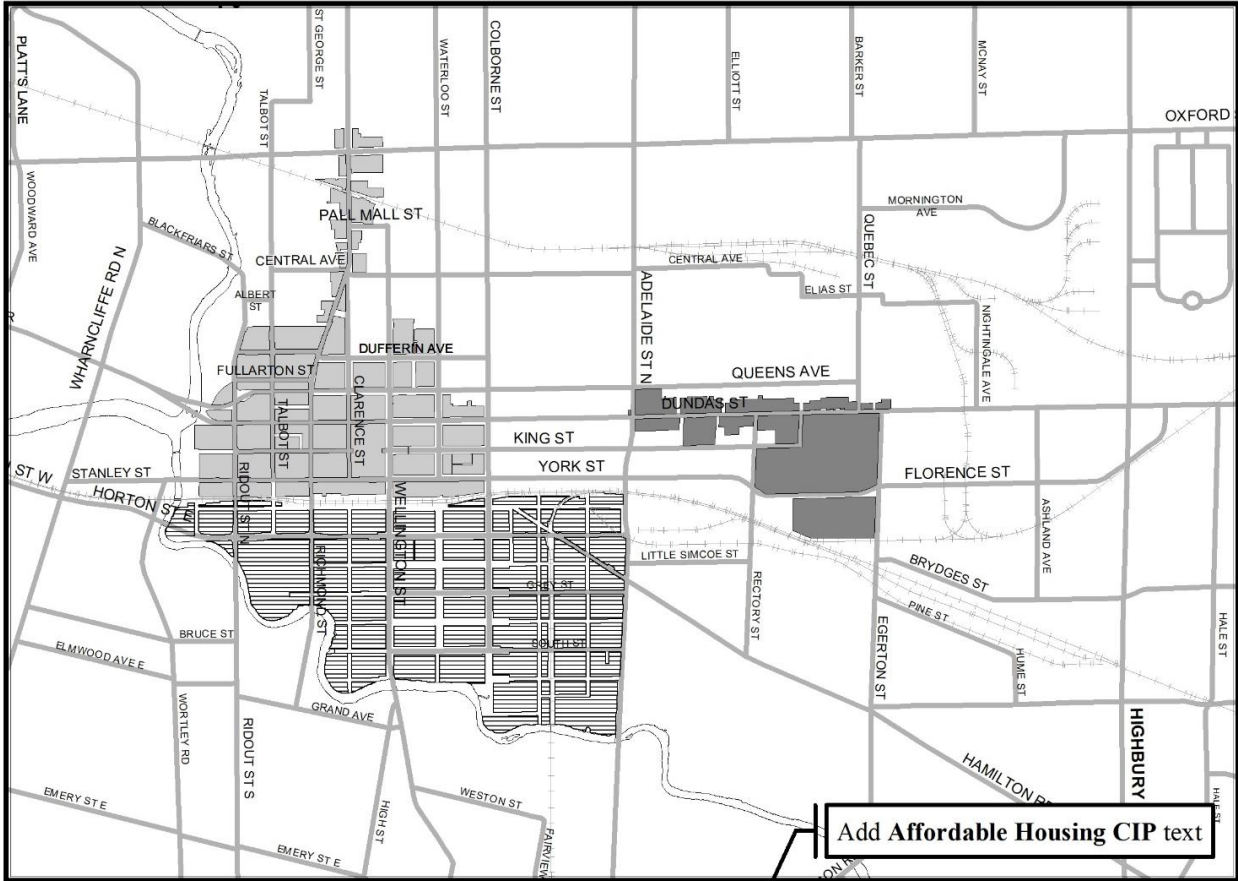 PLATT'S LANE
ST GEORGE ST
WATERLOO ST
COLBORNE ST
ELLIOTT ST
BARKER ST
MCNAY ST
TALBOT ST
OXFORD
WOODWARD AVE
BLACKFRIARS ST
WHARNCLIFFE RD N
PALL MALL ST
CENTRAL AVE
ALBERT
ST
CENTRAL AVE
MORNINGTON
AVE
QUEBEC ST
ADELAIDE ST N
ELIAS ST
NIGHTINGALE AVE
DUFFERIN AVE
FULLARTON ST
CLARENCE ST
TALBOT ST
QUEENS AVE
DUNDAS ST
KING ST
YORK ST
FLORENCE ST
ST W
STANLEY ST
HORTON ST E
RIDOUT ST N
WELLINGTON ST
RICHMOND ST
GREY ST
SOUTH ST
LITTLE SIMCOE ST
RECTORY ST
ASHLAND AVE
BRYDGES ST
PINE ST
HUME ST
HALE ST
EGERTON ST
BRUCE ST
ELMWOOD AVE E
WORTLEY RD
RIDOUT ST S
GRAND AVE
HIGH ST
HIGHBURY
HAMILTON R
EMERY ST E
EMERY ST E
WESTON ST
FAIRVIEW
HALE ST
Add Affordable Housing CIP text